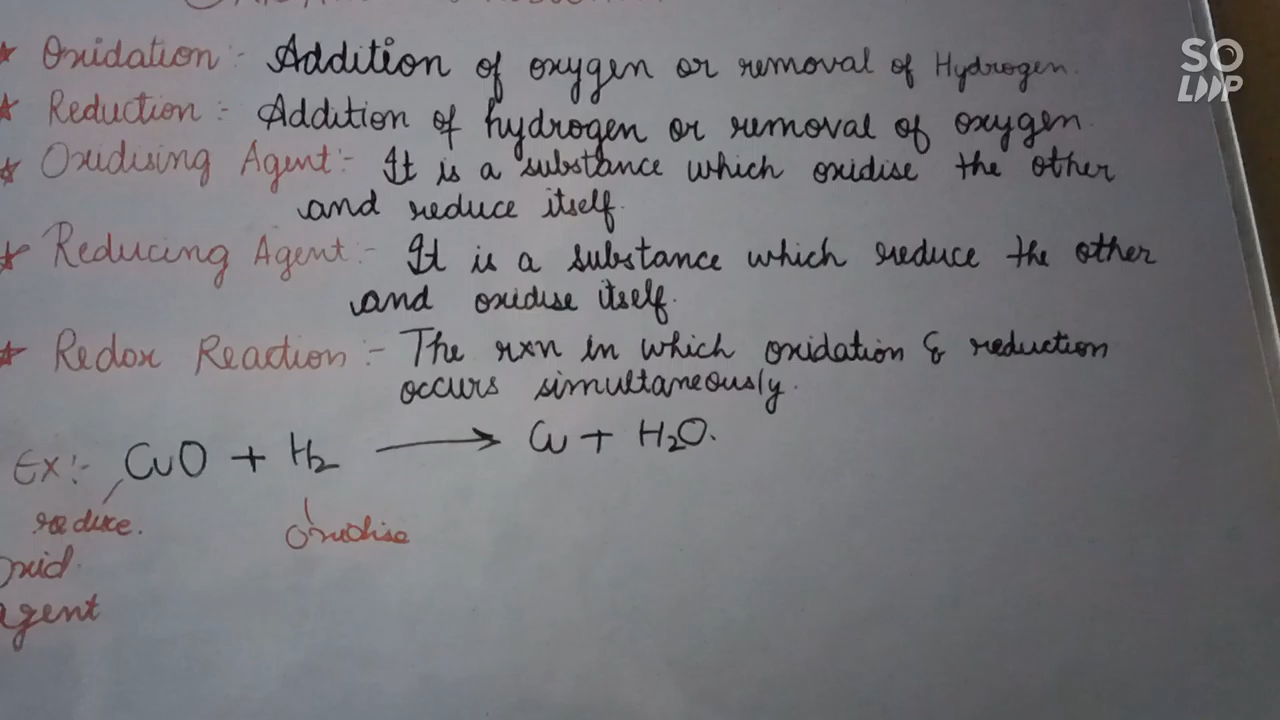 ★ Oxidation :- Addition of oxygen or removal of Hydrogen.
★ Reduction :- Addition of hydrogen or removal of oxygen.
★ Oxidising Agent :- It is a substance which oxidise the other
and reduce itself.
★ Reducing Agent :- It is a substance which reduce the other
and oxidise itself.
★ Redox Reaction :- The rxn in which oxidation & reduction
occurs simultaneously.
Ex:- CuO + H₂ → Cu + H₂O.
reduce. Oxidise
Oxid.
agent
SO
LOOP